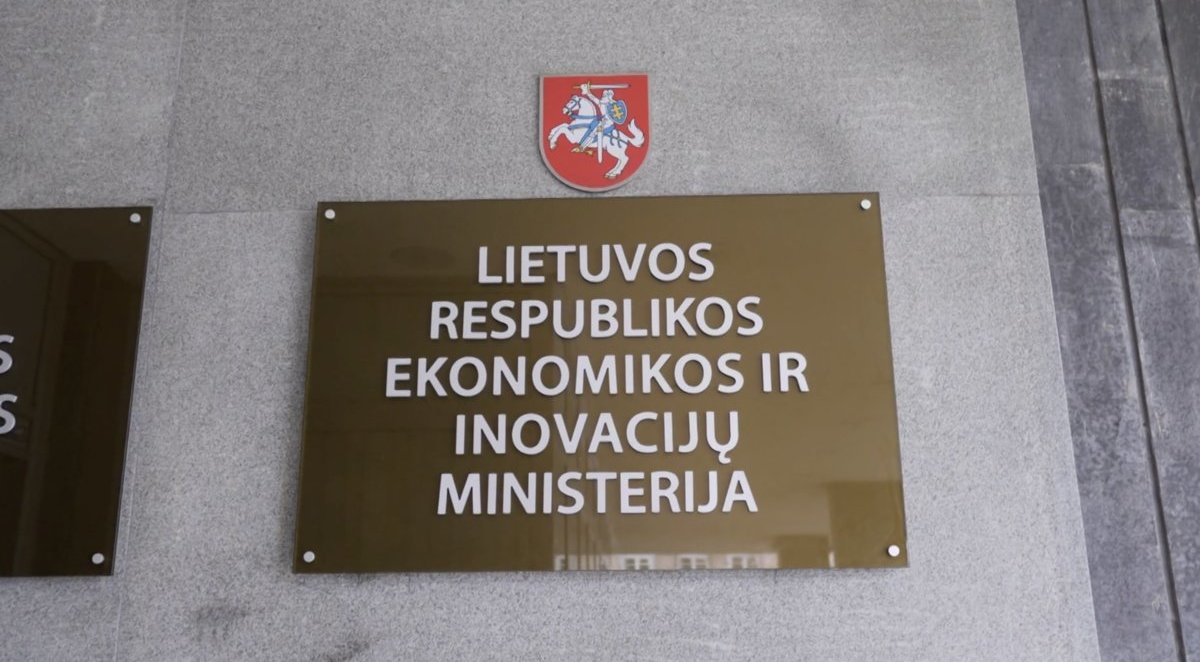 LIETUVOS
RESPUBLIKOS
EKONOMIKOS IR
INOVACIJŲ
MINISTERIJA